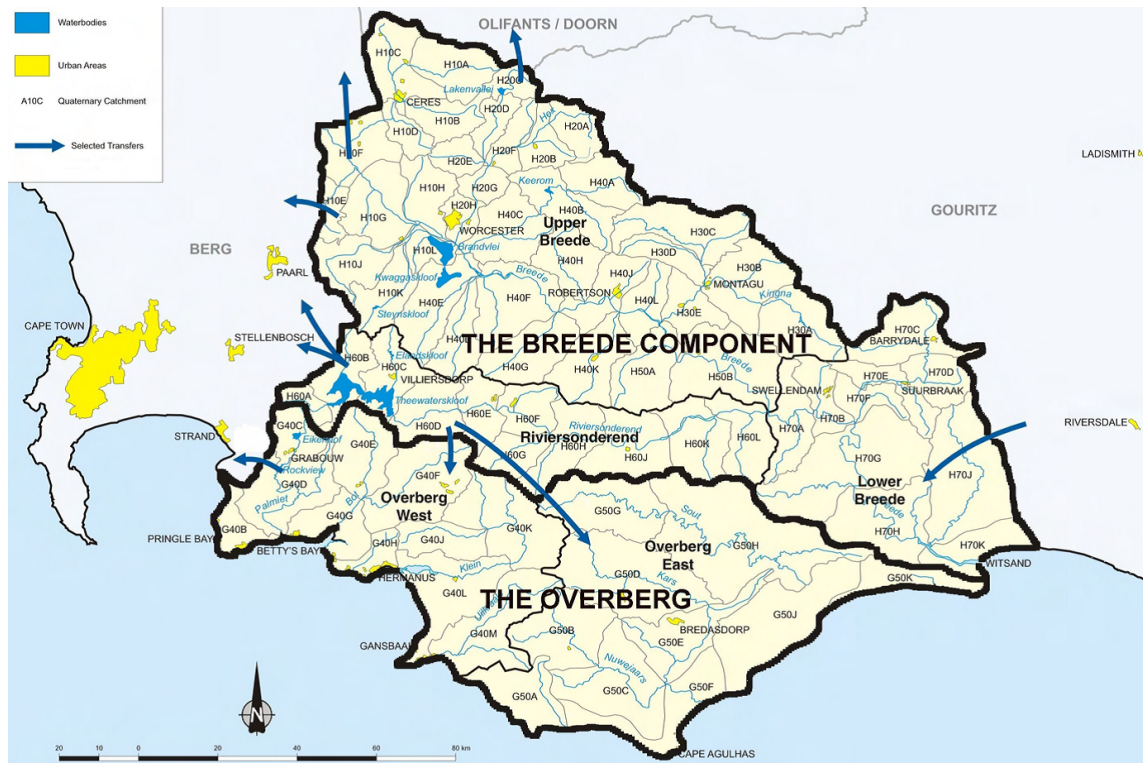 Waterbodies
Urban Areas
A10C Quaternary Catchment
Selected Transfers
OLIFANTS / DOORN
H10C
H10A
H20C
Lakenvallei
CERES
H20D
H10B
Hex
H10D
H20A
H20F
H10F
H20E
H20B
LADISMITH
Keerom
H40A
H10H
H20G
H10E
H20H
H10G
H40C
H40B
GOURITZ
WORCESTER
Upper
Breede
H30C
BERG
H10L
Brandvlei
H30D
H40H
H30B
H10J
PAARL
Kwaggaskloof
Breede
H40J
MONTAGU
H10K
H40E
H40F
ROBERTSON
H40L
Kingna
Steynskloof
H30E
H30A
CAPE TOWN
STELLENBOSCH
H40D
THE BREEDE COMPONENT
H70C
BARRYDALE
H60B
Elandskloof
H60C
H40G
H40K
H50A
H50B
Breede
VILLIERSDORP
H70E
H70D
SWELLENDAM
SUURBRAAK
H60A
Theewaterskloof
H70F
H60E
H60F
H70B
G40C
H60D
Riviersonderend
H70A
RIVERSDALE
STRAND
Eikenhof
G40E
Riviersonderend
H60L
H60K
GRABOUW
H60G
H60H
H60J
H70G
Rockview
G40D
G40F
H70J
Palmiet
Bot
Overberg
West
Lower
Breede
G40B
G40G
G50G
Sout
G40K
H70H
PRINGLE BAY
G40J
G40H
Overberg
East
G50H
H70K
BETTY'S BAY
WITSAND
Klein
HERMANUS
G50D
Kars
G50K
G40L
THE OVERBERG
G50J
G40M
G50B
BREDASDORP
GANSBAAI
G50E
Nuwejaars
G50A
G50C
G50F
N
CAPE AGULHAS
20 10 0 20 40 60 80 km